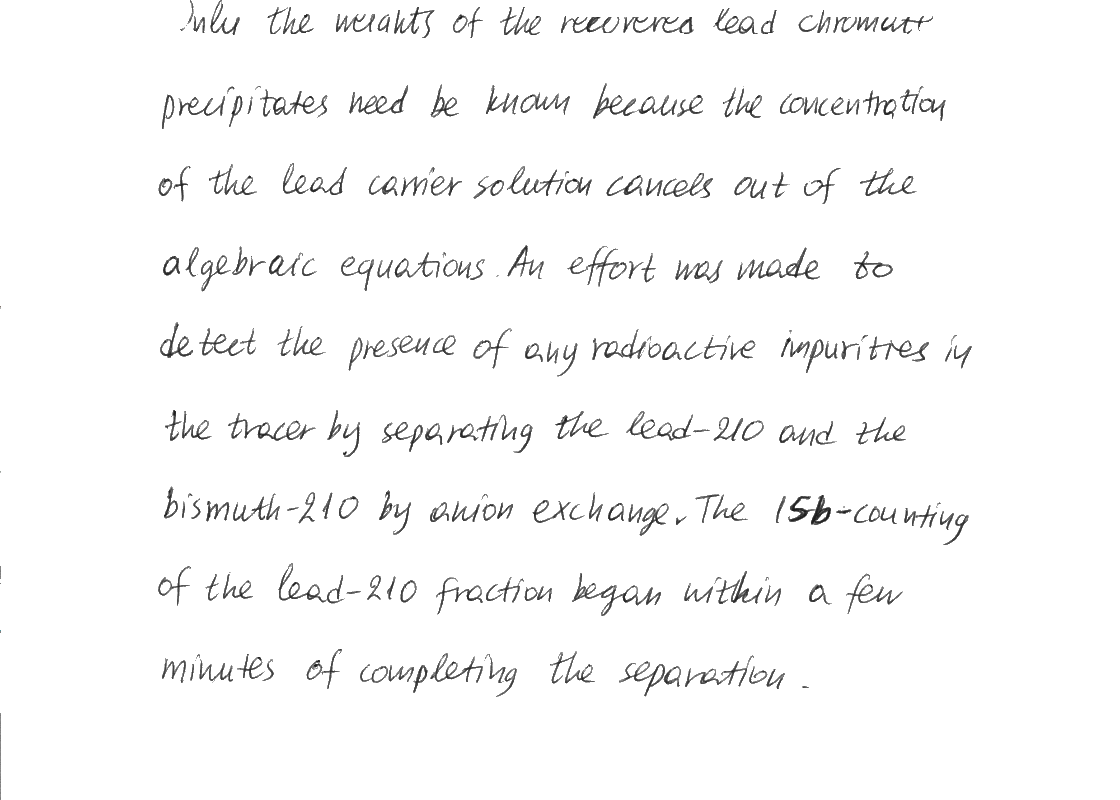 Only the weights of the recovered lead chromate
precipitates need be known because the concentration
of the lead carrier solution cancels out of the
algebraic equations. An effort was made to
detect the presence of any radioactive impurities in
the tracer by separating the lead-210 and the
bismuth-210 by anion exchange. The 15b-counting
of the lead-210 fraction began within a few
minutes of completing the separation.